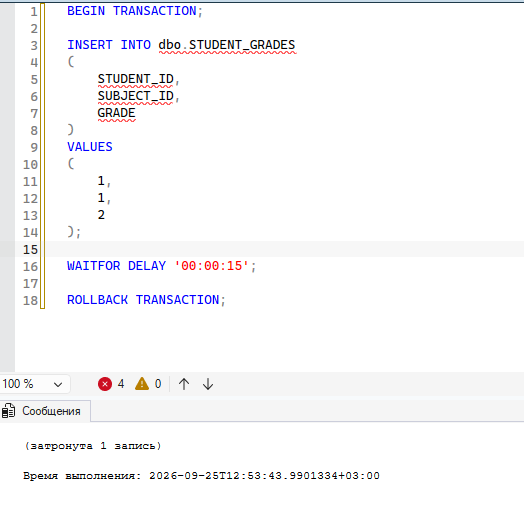 1 BEGIN TRANSACTION;
2
3 INSERT INTO dbo.STUDENT_GRADES
4 (
5 STUDENT_ID,
6 SUBJECT_ID,
7 GRADE
8 )
9 VALUES
10 (
11 1,
12 1,
13 2
14 );
15
16 WAITFOR DELAY '00:00:15';
17
18 ROLLBACK TRANSACTION;
100 % 4 0
Сообщения
(затронута 1 запись)
Время выполнения: 2026-09-25T12:53:43.9901334+03:00